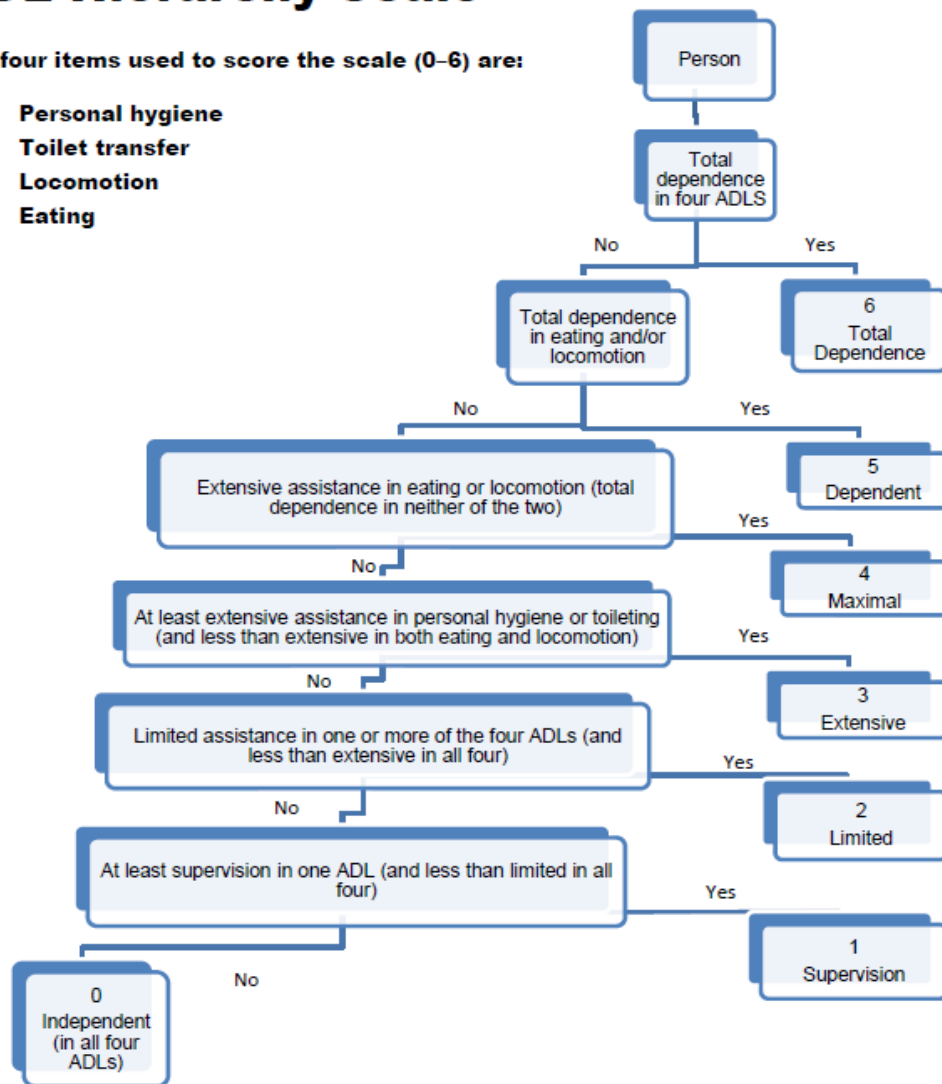 four items used to score the scale (0–6) are:
Personal hygiene
Toilet transfer
Locomotion
Eating
Person
Total
dependence
in four ADLS
No
Yes
Total dependence
in eating and/or
locomotion
6
Total
Dependence
No
Yes
Extensive assistance in eating or locomotion (total
dependence in neither of the two)
5
Dependent
Yes
No
4
Maximal
At least extensive assistance in personal hygiene or toileting
(and less than extensive in both eating and locomotion)
Yes
No
3
Extensive
Limited assistance in one or more of the four ADLs (and
less than extensive in all four)
Yes
No
2
Limited
At least supervision in one ADL (and less than limited in all
four)
Yes
1
Supervision
No
0
Independent
(in all four
ADLs)